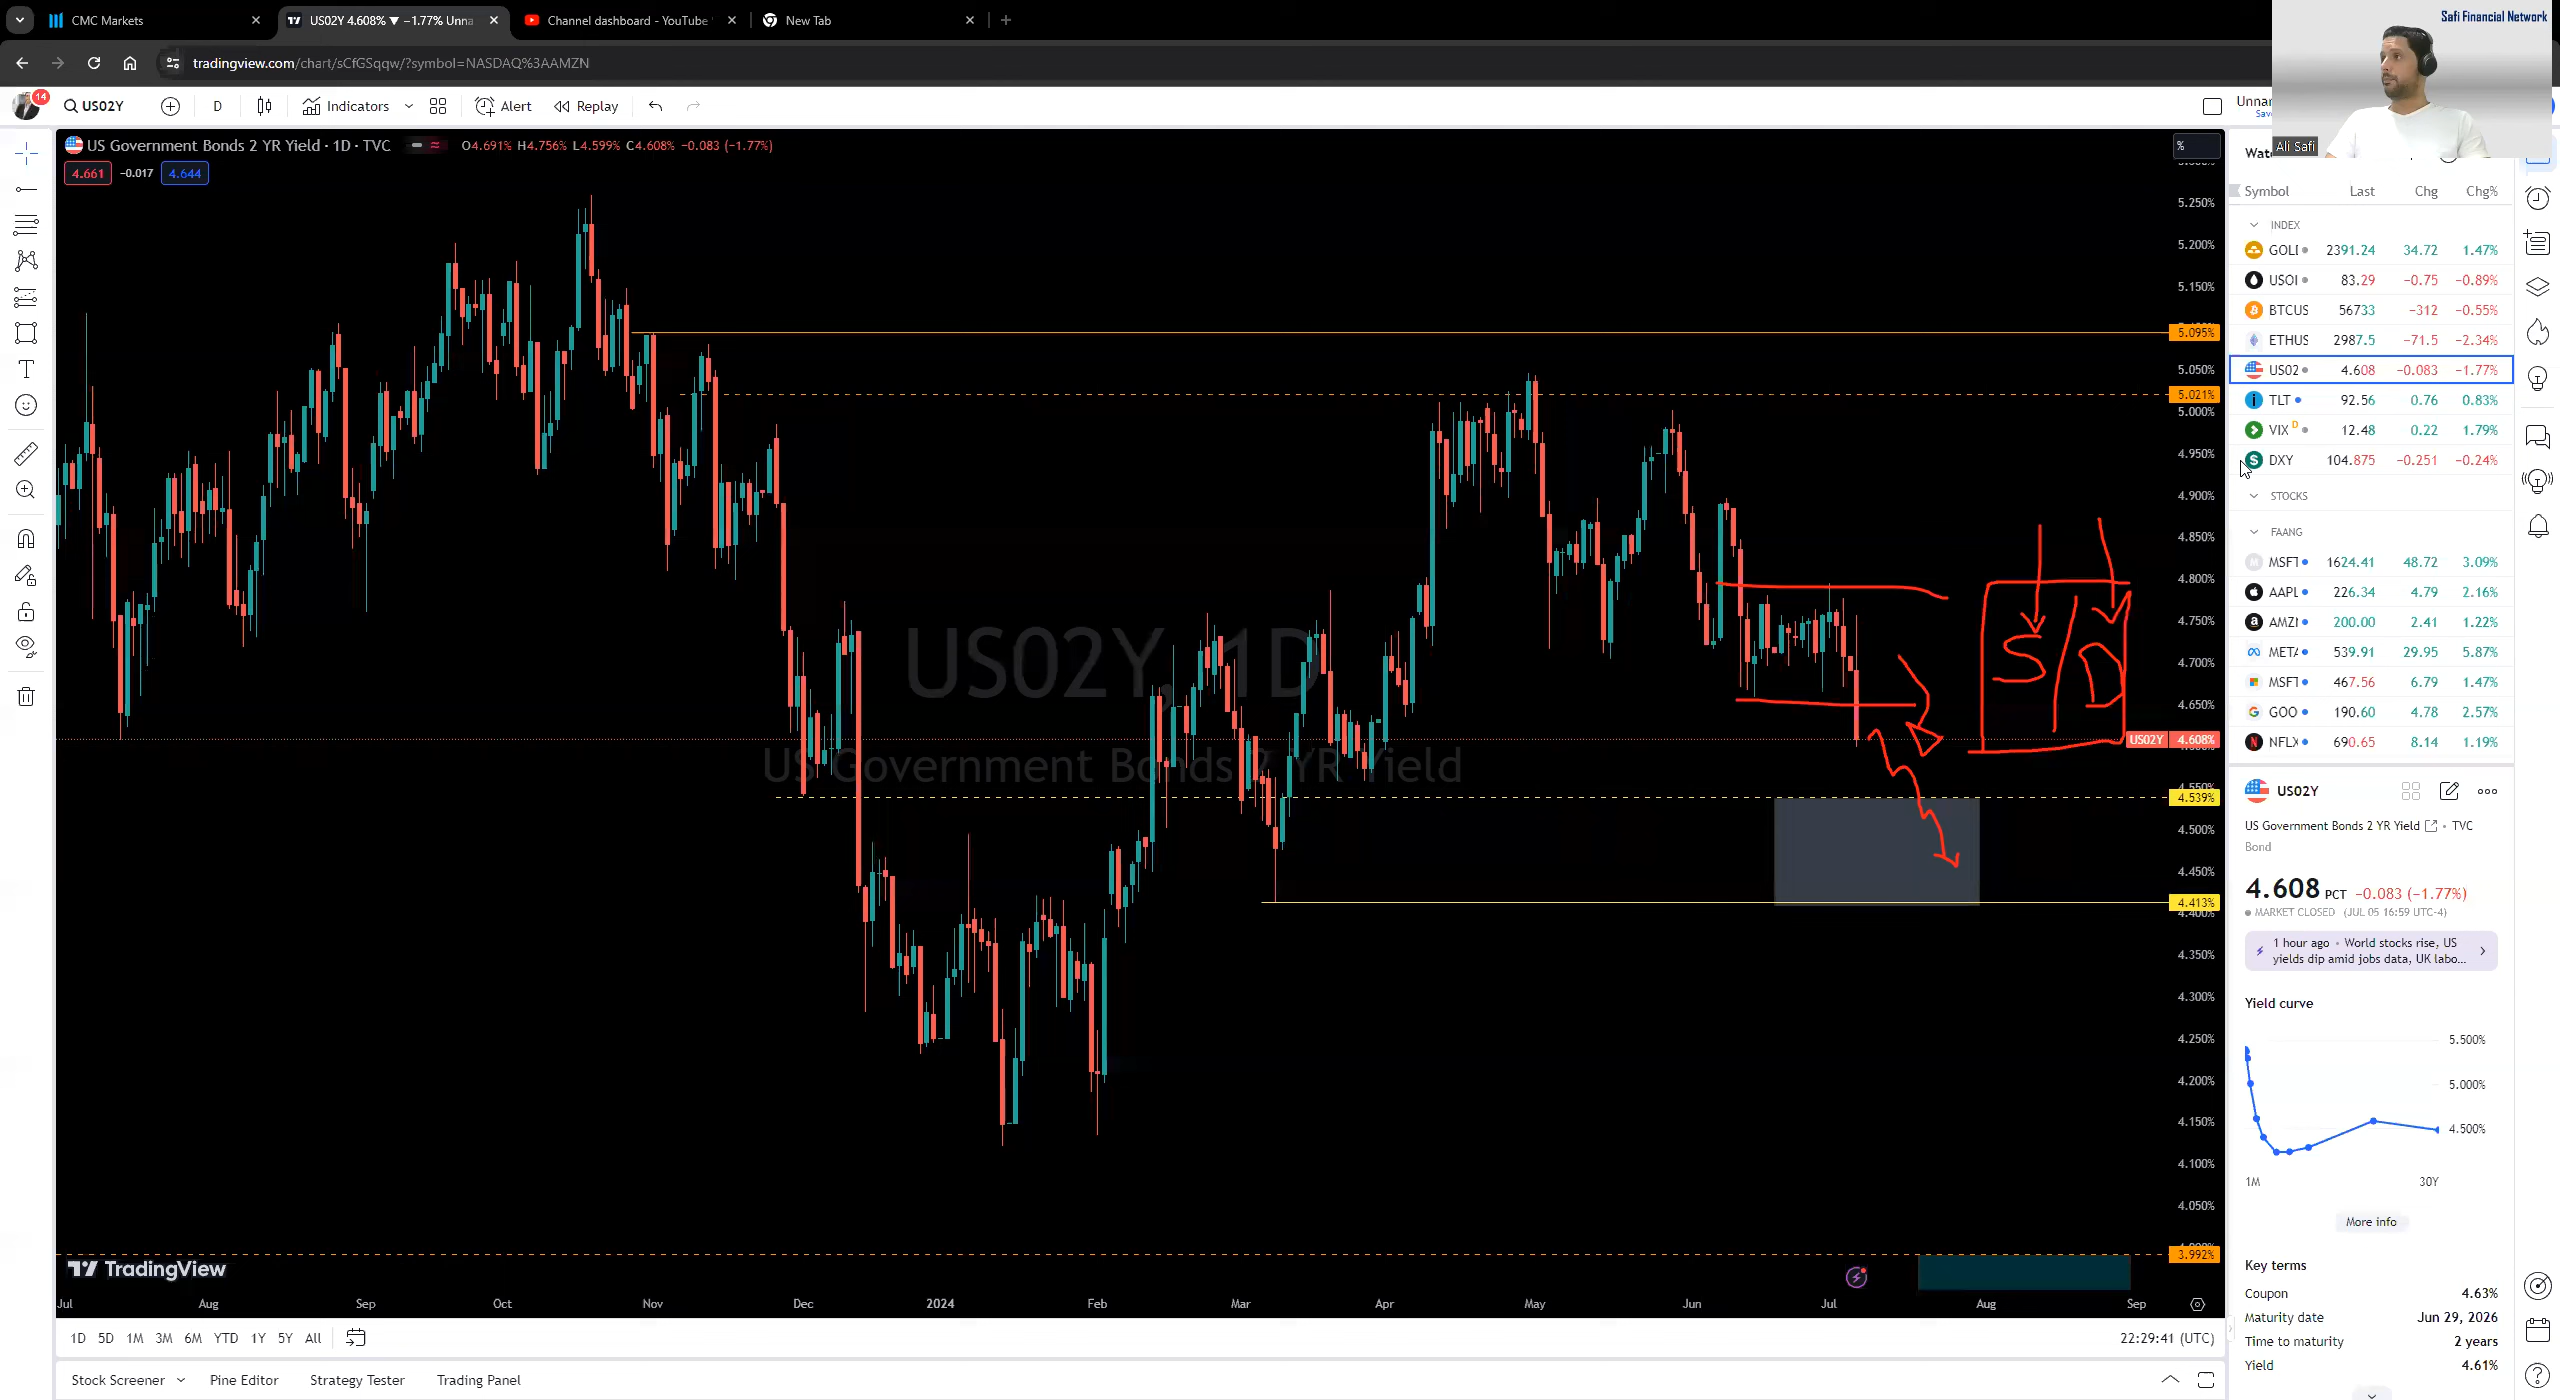 CMC Markets
US02Y 4.608% ▼ −1.77% Unna
Channel dashboard - YouTube
New Tab
Safi Financial Network
tradingview.com/chart/sCfGSqqw/?symbol=NASDAQ%3AAMZN
14
US02Y
D
Indicators
Alert
Replay
Unnar
Ali Safi
US Government Bonds 2 YR Yield · 1D · TVC
O4.691% H4.756% L4.599% C4.608% −0.083 (−1.77%)
4.661 −0.017 4.644
%
5.250%
5.200%
5.150%
5.095%
5.050%
5.021%
5.000%
4.950%
4.900%
4.850%
4.800%
4.750%
4.700%
4.650%
US02Y 4.608%
4.539%
4.500%
4.450%
4.413%
4.400%
4.350%
4.300%
4.250%
4.200%
4.150%
4.100%
4.050%
3.992%
US02Y, 1D
US Government Bonds 2 YR Yield
S/D
TradingView
Jul Aug Sep Oct Nov Dec 2024 Feb Mar Apr May Jun Jul Aug Sep
1D 5D 1M 3M 6M YTD 1Y 5Y All
22:29:41 (UTC)
Stock Screener Pine Editor Strategy Tester Trading Panel
Symbol Last Chg Chg%
INDEX
GOLD 2391.24 34.72 1.47%
USOI 83.29 −0.75 −0.89%
BTCUS 56733 −312 −0.55%
ETHUS 2987.5 −71.5 −2.34%
US02 4.608 −0.083 −1.77%
TLT 92.56 0.76 0.83%
VIX D 12.48 0.22 1.79%
DXY 104.875 −0.251 −0.24%
STOCKS
FAANG
MSFT 1624.41 48.72 3.09%
AAPL 226.34 4.79 2.16%
AMZN 200.00 2.41 1.22%
META 539.91 29.95 5.87%
MSFT 467.56 6.79 1.47%
GOO 190.60 4.78 2.57%
NFLX 690.65 8.14 1.19%
US02Y
US Government Bonds 2 YR Yield · TVC
Bond
4.608 PCT −0.083 (−1.77%)
MARKET CLOSED (JUL 05 16:59 UTC-4)
1 hour ago · World stocks rise, US
yields dip amid jobs data, UK labo...
Yield curve
5.500%
5.000%
4.500%
1M 30Y
More info
Key terms
Coupon 4.63%
Maturity date Jun 29, 2026
Time to maturity 2 years
Yield 4.61%